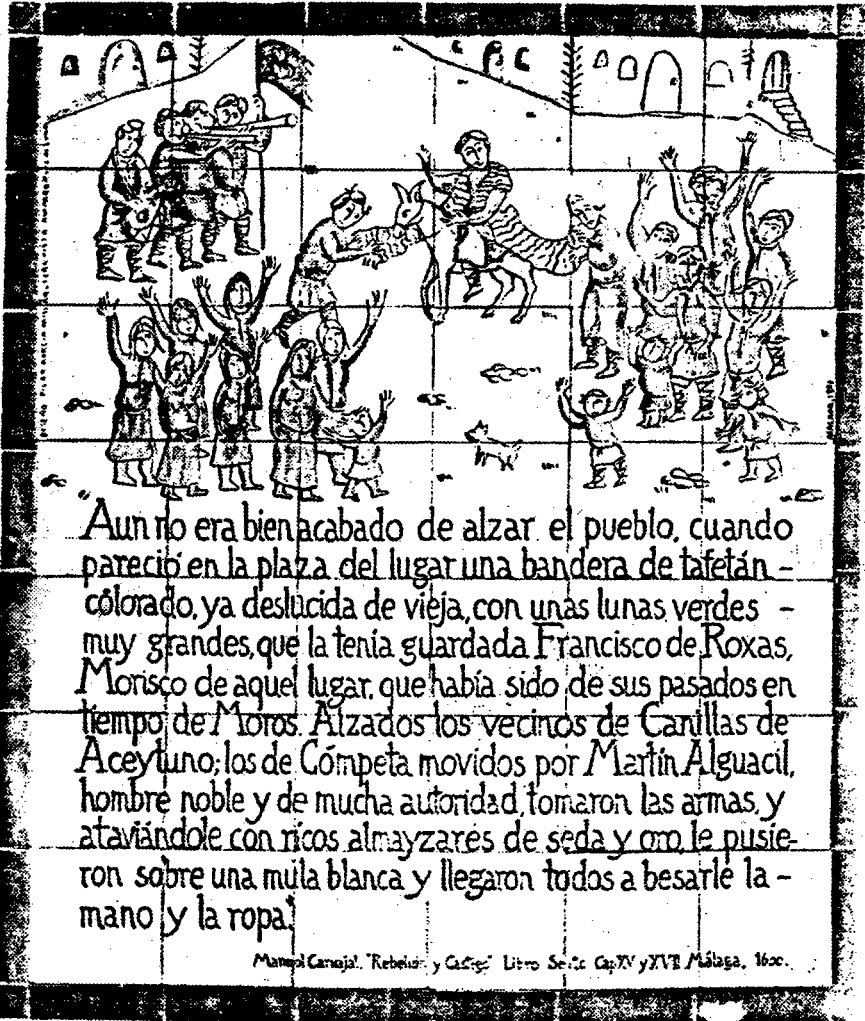 "Aun no era bien acabado de alzar el pueblo, cuando
pareció en la plaza del lugar una bandera de tafetán -
colorado, ya deslucida de vieja, con unas lunas verdes -
muy grandes, que la tenia guardada Francisco de Roxas,
Morisco de aquel lugar, que había sido de sus pasados en
tiempo de Moros. Alzados los vecinos de Canillas de
Aceytuno; los de Cómpeta movidos por Martín Alguacil,
hombre noble y de mucha autoridad, tomaron las armas, y
ataviándole con ricos almayzares de seda y oro, le pusie-
ron sobre una mula blanca y llegaron todos a besarle la -
mano y la ropa."
"Rebelion y Castigo" Libro Cap XV y XVII Málaga, 1600.